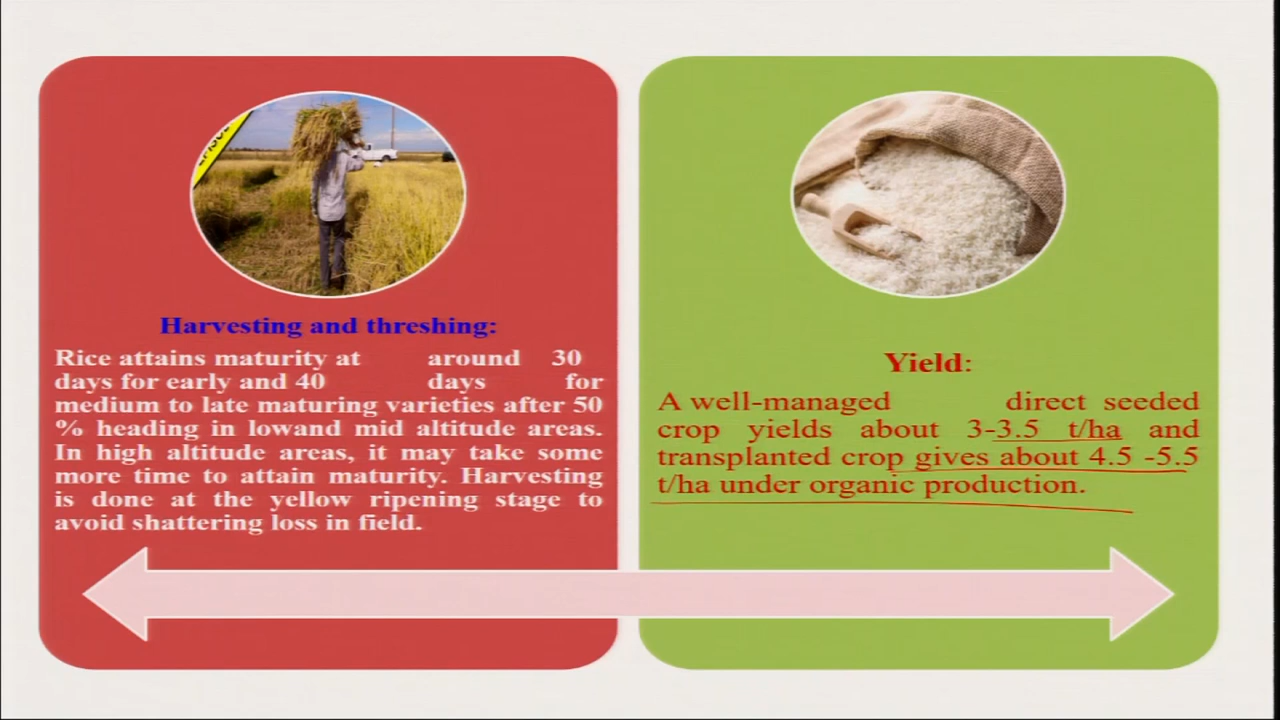 EPISODE
Harvesting and threshing:
Rice attains maturity at around 30
days for early and 40 days for
medium to late maturing varieties after 50
% heading in lowand mid altitude areas.
In high altitude areas, it may take some
more time to attain maturity. Harvesting
is done at the yellow ripening stage to
avoid shattering loss in field.
Yield:
A well-managed direct seeded
crop yields about 3-3.5 t/ha and
transplanted crop gives about 4.5 -5.5
t/ha under organic production.